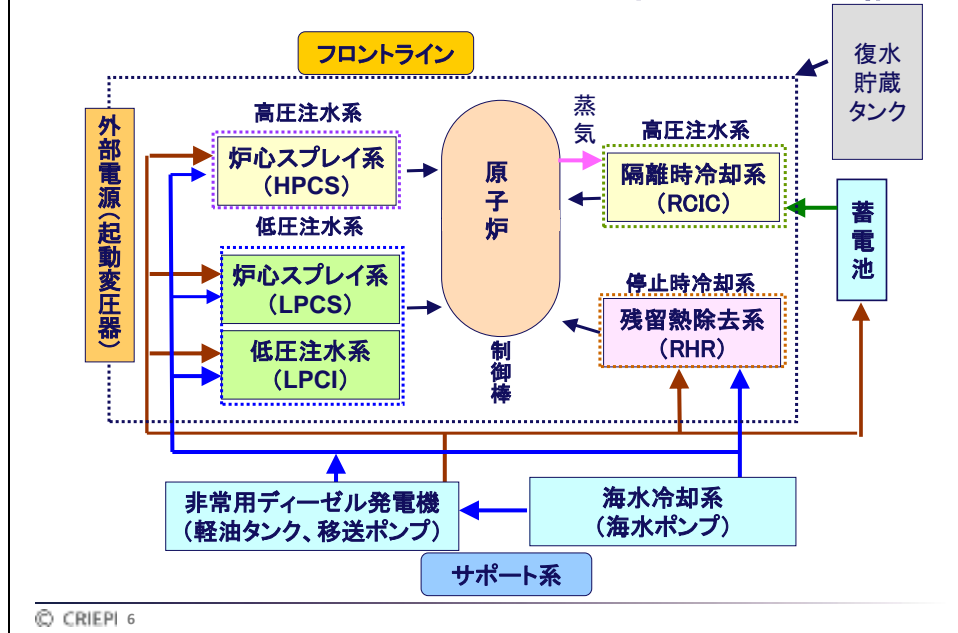 フロントライン
復水
貯蔵
タンク
外部電源(起動変圧器)
高圧注水系
炉心スプレイ系
(HPCS)
低圧注水系
炉心スプレイ系
(LPCS)
低圧注水系
(LPCI)
原子炉
制御棒
蒸気
高圧注水系
隔離時冷却系
(RCIC)
蓄電池
停止時冷却系
残留熱除去系
(RHR)
非常用ディーゼル発電機
(軽油タンク、移送ポンプ)
海水冷却系
(海水ポンプ)
サポート系
© CRIEPI 6